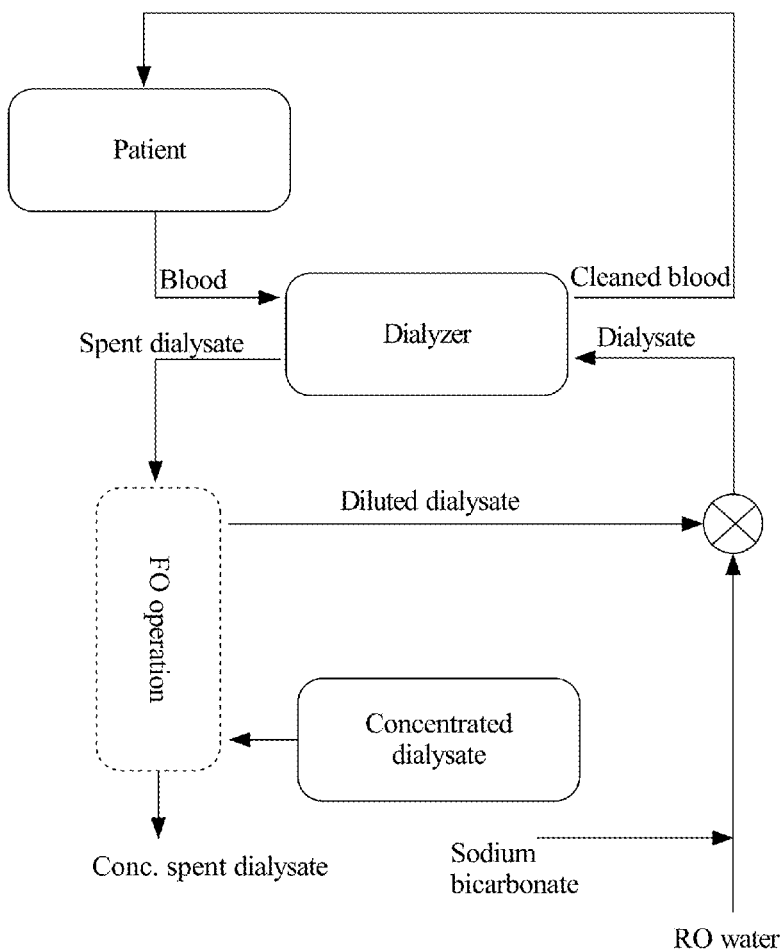 Patient
Blood
Cleaned blood
Dialyzer
Spent dialysate
Dialysate
Diluted dialysate
FO operation
Concentrated
dialysate
Conc. spent dialysate
Sodium
bicarbonate
RO water